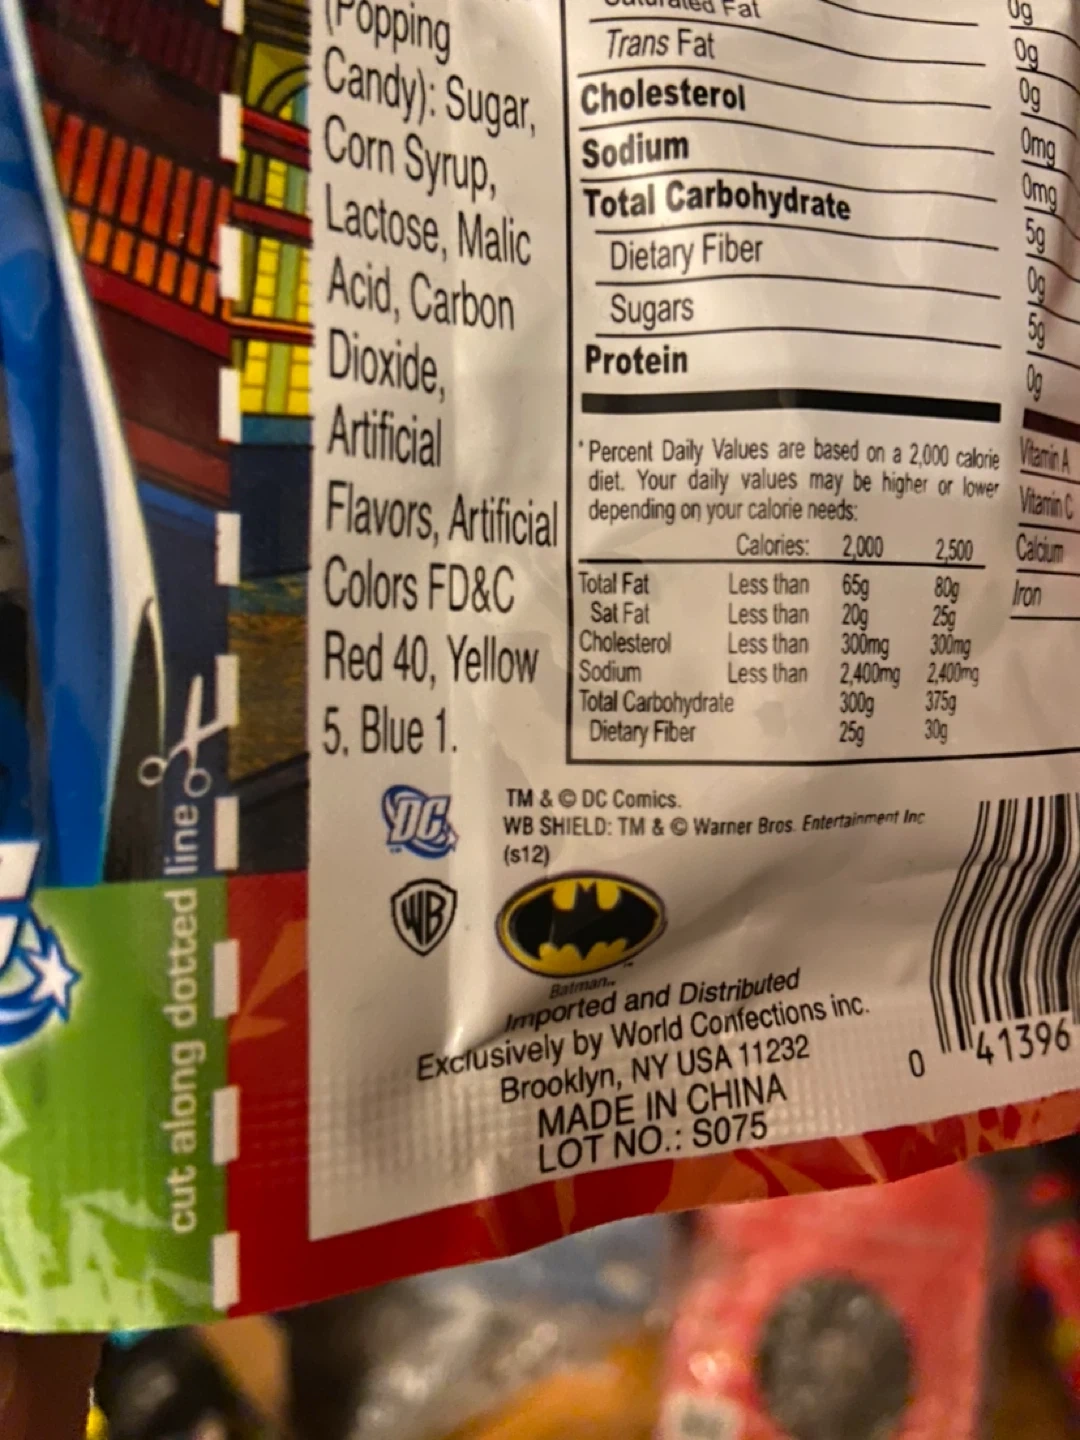 (Popping
Candy): Sugar,
Corn Syrup,
Lactose, Malic
Acid, Carbon
Dioxide,
Artificial
Flavors, Artificial
Colors FD&C
Red 40, Yellow
5, Blue 1.
Saturated Fat 0g
Trans Fat 0g
Cholesterol 0g
Sodium 0mg
Total Carbohydrate 0mg
Dietary Fiber 5g
Sugars 0g
Protein 5g
0g
* Percent Daily Values are based on a 2,000 calorie
diet. Your daily values may be higher or lower
depending on your calorie needs:
Calories: 2,000 2,500
Total Fat Less than 65g 80g
Sat Fat Less than 20g 25g
Cholesterol Less than 300mg 300mg
Sodium Less than 2,400mg 2,400mg
Total Carbohydrate 300g 375g
Dietary Fiber 25g 30g
Vitamin A
Vitamin C
Calcium
Iron
DC
TM & © DC Comics.
WB SHIELD: TM & © Warner Bros. Entertainment Inc
(s12)
WB
Batman™
Imported and Distributed
Exclusively by World Confections inc.
Brooklyn, NY USA 11232
MADE IN CHINA
LOT NO.: S075
0 41396
cut along dotted line